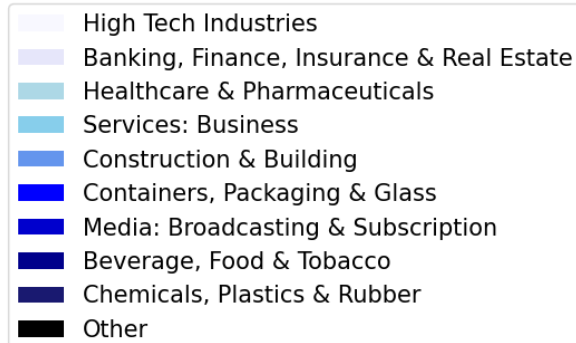 High Tech Industries
Banking, Finance, Insurance & Real Estate
Healthcare & Pharmaceuticals
Services: Business
Construction & Building
Containers, Packaging & Glass
Media: Broadcasting & Subscription
Beverage, Food & Tobacco
Chemicals, Plastics & Rubber
Other